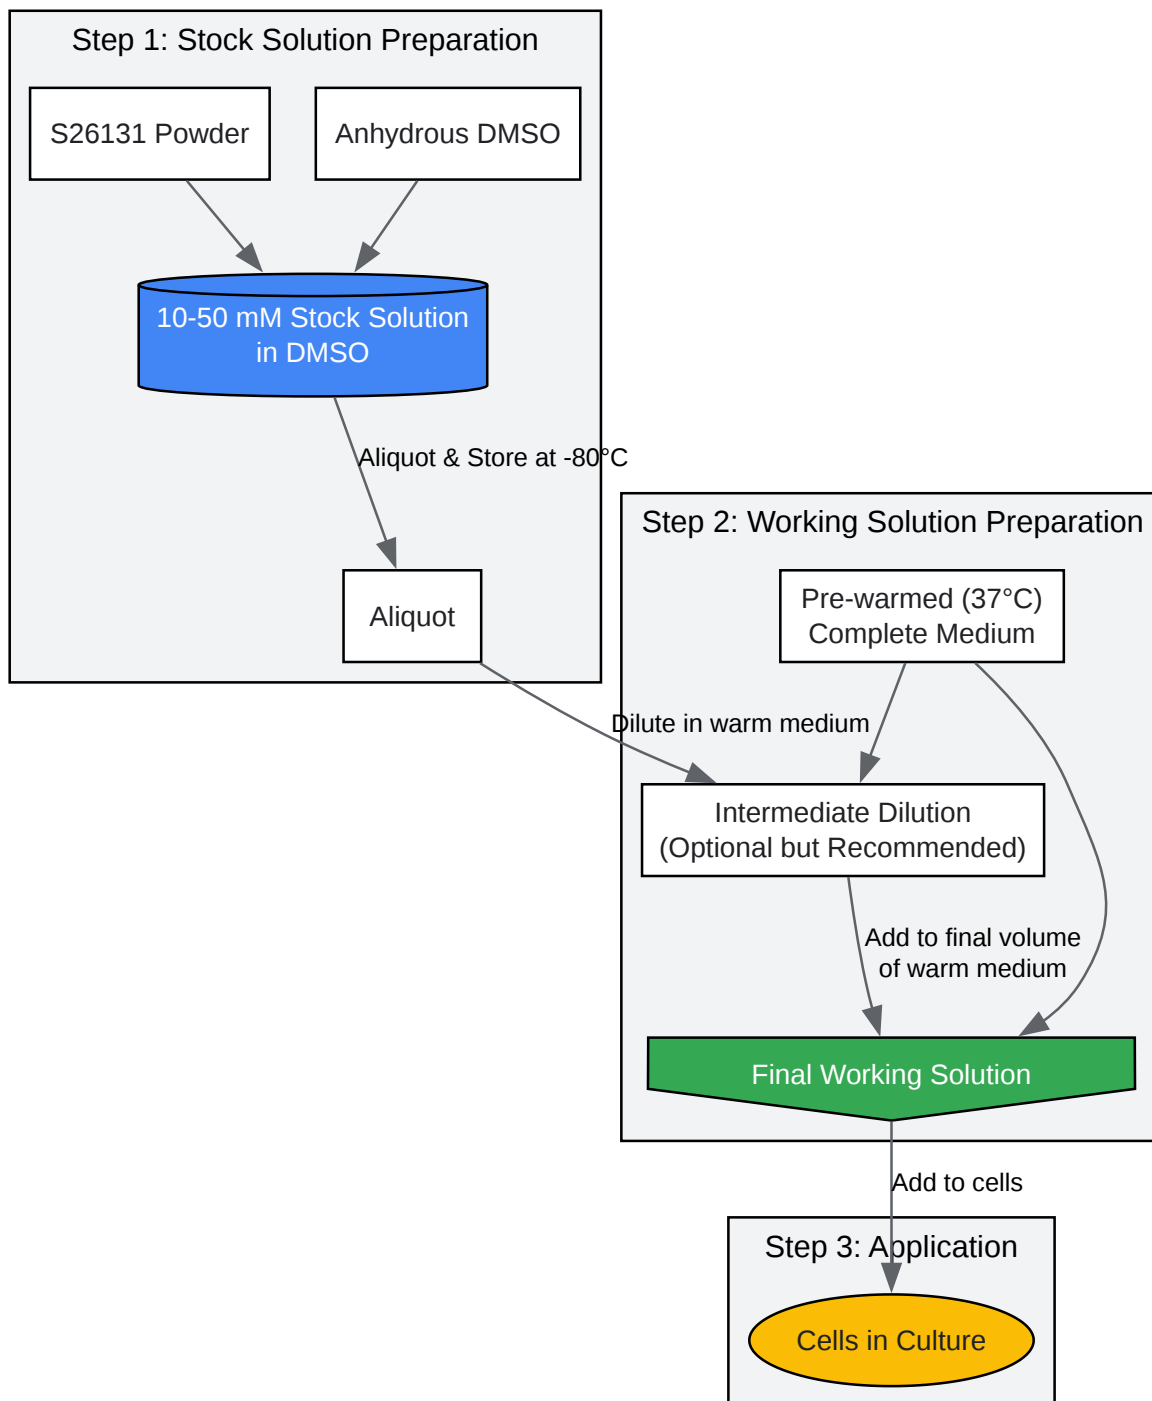 Step 1: Stock Solution Preparation
S26131 Powder
Anhydrous DMSO
10-50 mM Stock Solution
in DMSO
Aliquot & Store at -80°C
Aliquot
Step 2: Working Solution Preparation
Pre-warmed (37°C)
Complete Medium
Dilute in warm medium
Intermediate Dilution
(Optional but Recommended)
Add to final volume
of warm medium
Final Working Solution
Add to cells
Step 3: Application
Cells in Culture